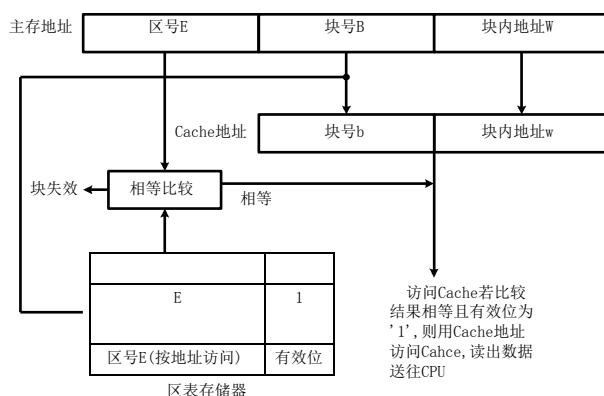 主存地址
区号E
块号B
块内地址W
Cache地址
块号b
块内地址w
块失效
相等比较
相等
E
1
区号E(按地址访问)
有效位
区表存储器
访问Cache若比较
结果相等且有效位为
'1',则用Cache地址
访问Cahce,读出数据
送往CPU